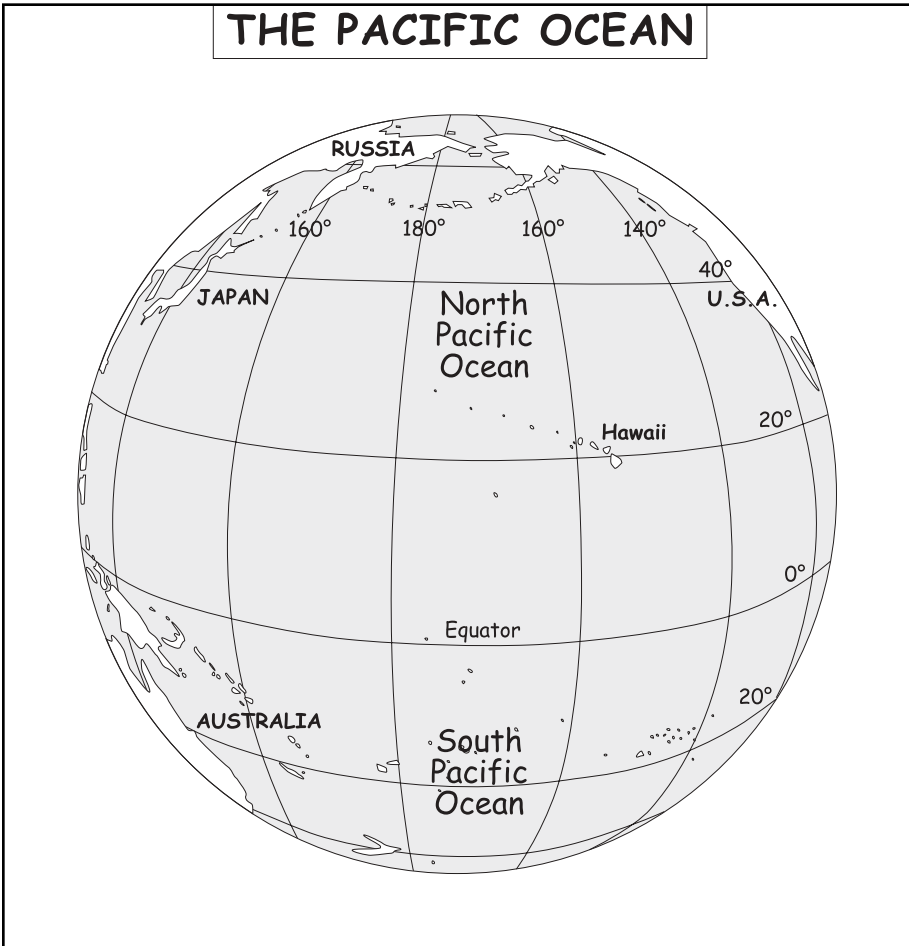 THE PACIFIC OCEAN
RUSSIA
160°
180°
160°
140°
40°
JAPAN
U.S.A.
North
Pacific
Ocean
20°
Hawaii
0°
Equator
20°
AUSTRALIA
South
Pacific
Ocean